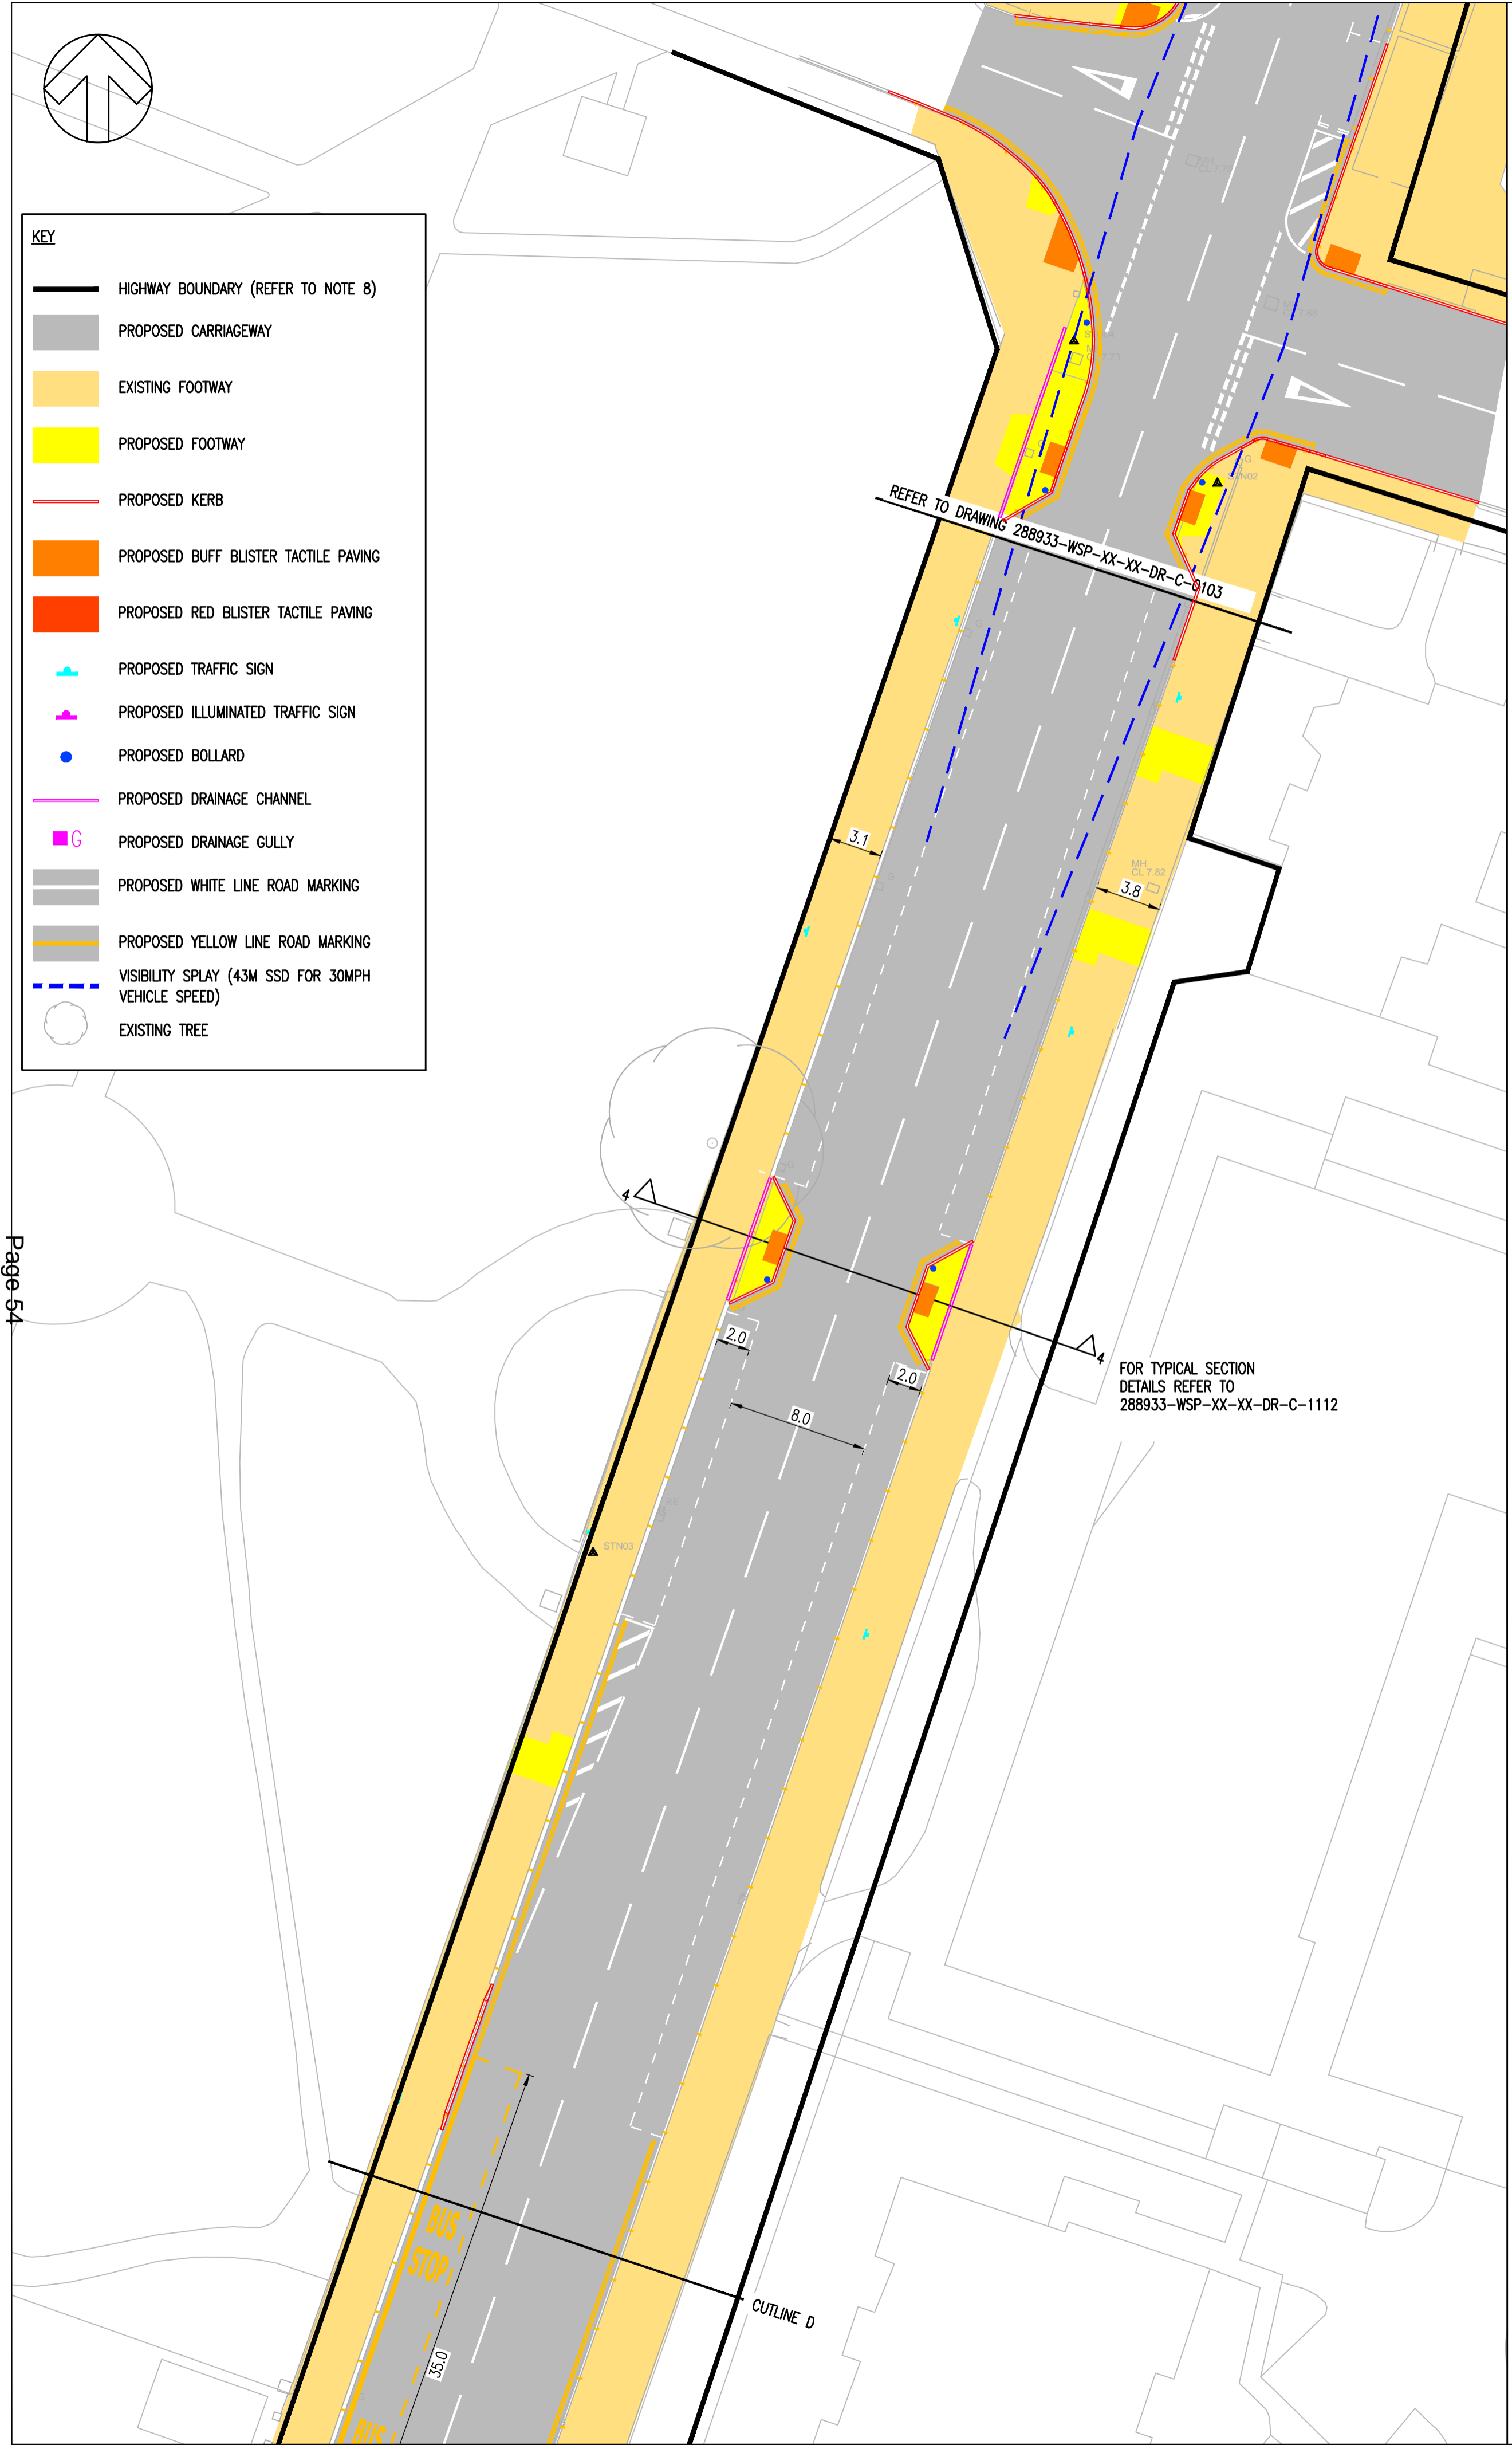 KEY
HIGHWAY BOUNDARY (REFER TO NOTE 8)
PROPOSED CARRIAGEWAY
EXISTING FOOTWAY
PROPOSED FOOTWAY
PROPOSED KERB
PROPOSED BUFF BLISTER TACTILE PAVING
PROPOSED RED BLISTER TACTILE PAVING
PROPOSED TRAFFIC SIGN
PROPOSED ILLUMINATED TRAFFIC SIGN
PROPOSED BOLLARD
PROPOSED DRAINAGE CHANNEL
G
PROPOSED DRAINAGE GULLY
PROPOSED WHITE LINE ROAD MARKING
PROPOSED YELLOW LINE ROAD MARKING
VISIBILITY SPLAY (43M SSD FOR 30MPH
VEHICLE SPEED)
EXISTING TREE
MH
G
STN02
REFER TO DRAWING 288933-WSP-XX-XX-DR-C-0103
G
3.1
G
MH
CL 7.82
3.8
G
4
4
2.0
2.0
8.0
FOR TYPICAL SECTION
DETAILS REFER TO
288933-WSP-XX-XX-DR-C-1112
STN03
Page 54
BUS
STOP
CUTLINE D
35.0
BUS